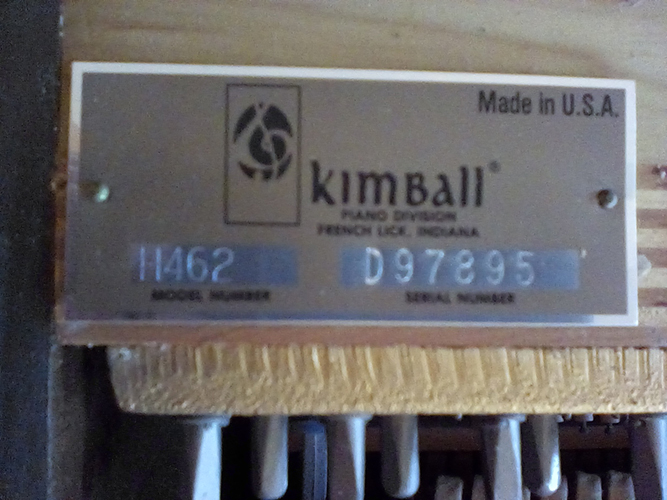 Made in U.S.A.
KIMBALL®
PIANO DIVISION
FRENCH LICK, INDIANA
H462 D97895
MODEL NUMBER SERIAL NUMBER